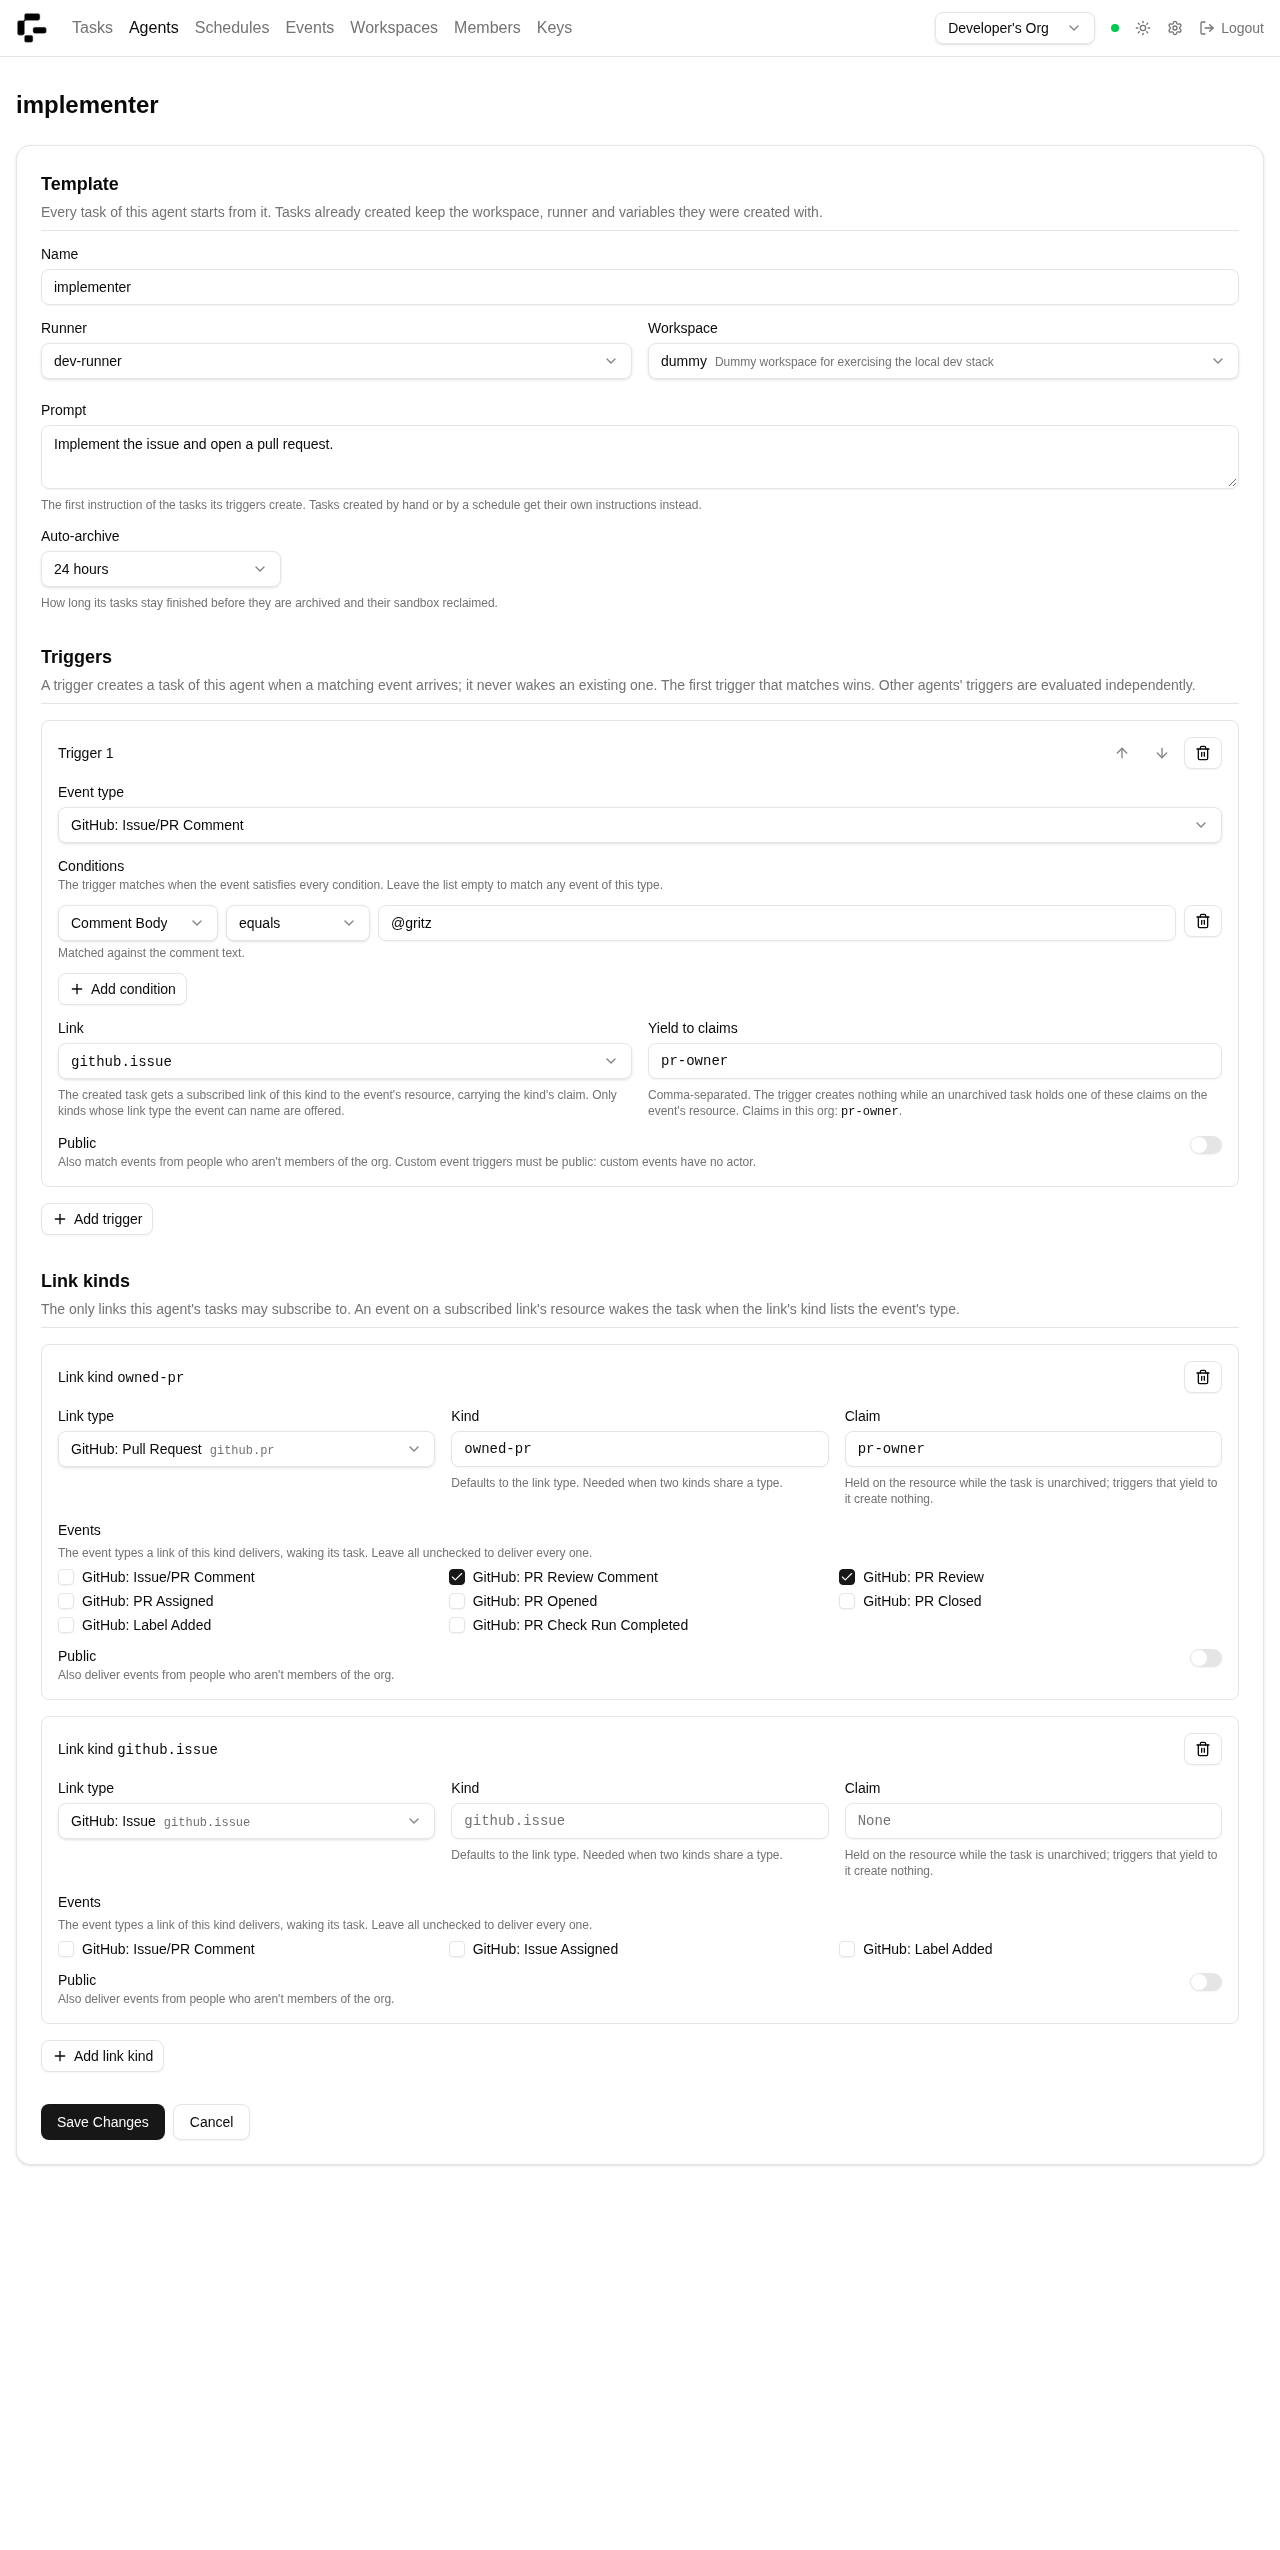 Tasks Agents Schedules Events Workspaces Members Keys Developer's Org Logout
implementer
Template
Every task of this agent starts from it. Tasks already created keep the workspace, runner and variables they were created with.
Name
implementer
Runner Workspace
dev-runner dummy Dummy workspace for exercising the local dev stack
Prompt
Implement the issue and open a pull request.
The first instruction of the tasks its triggers create. Tasks created by hand or by a schedule get their own instructions instead.
Auto-archive
24 hours
How long its tasks stay finished before they are archived and their sandbox reclaimed.
Triggers
A trigger creates a task of this agent when a matching event arrives; it never wakes an existing one. The first trigger that matches wins. Other agents' triggers are evaluated independently.
Trigger 1
Event type
GitHub: Issue/PR Comment
Conditions
The trigger matches when the event satisfies every condition. Leave the list empty to match any event of this type.
Comment Body equals @gritz
Matched against the comment text.
Add condition
Link Yield to claims
github.issue pr-owner
The created task gets a subscribed link of this kind to the event's resource, carrying the kind's claim. Only
kinds whose link type the event can name are offered.
Comma-separated. The trigger creates nothing while an unarchived task holds one of these claims on the
event's resource. Claims in this org: pr-owner.
Public
Also match events from people who aren't members of the org. Custom event triggers must be public: custom events have no actor.
Add trigger
Link kinds
The only links this agent's tasks may subscribe to. An event on a subscribed link's resource wakes the task when the link's kind lists the event's type.
Link kind owned-pr
Link type Kind Claim
GitHub: Pull Request github.pr owned-pr pr-owner
Defaults to the link type. Needed when two kinds share a type.
Held on the resource while the task is unarchived; triggers that yield to
it create nothing.
Events
The event types a link of this kind delivers, waking its task. Leave all unchecked to deliver every one.
GitHub: Issue/PR Comment GitHub: PR Review Comment GitHub: PR Review
GitHub: PR Assigned GitHub: PR Opened GitHub: PR Closed
GitHub: Label Added GitHub: PR Check Run Completed
Public
Also deliver events from people who aren't members of the org.
Link kind github.issue
Link type Kind Claim
GitHub: Issue github.issue github.issue None
Defaults to the link type. Needed when two kinds share a type.
Held on the resource while the task is unarchived; triggers that yield to
it create nothing.
Events
The event types a link of this kind delivers, waking its task. Leave all unchecked to deliver every one.
GitHub: Issue/PR Comment GitHub: Issue Assigned GitHub: Label Added
Public
Also deliver events from people who aren't members of the org.
Add link kind
Save Changes Cancel